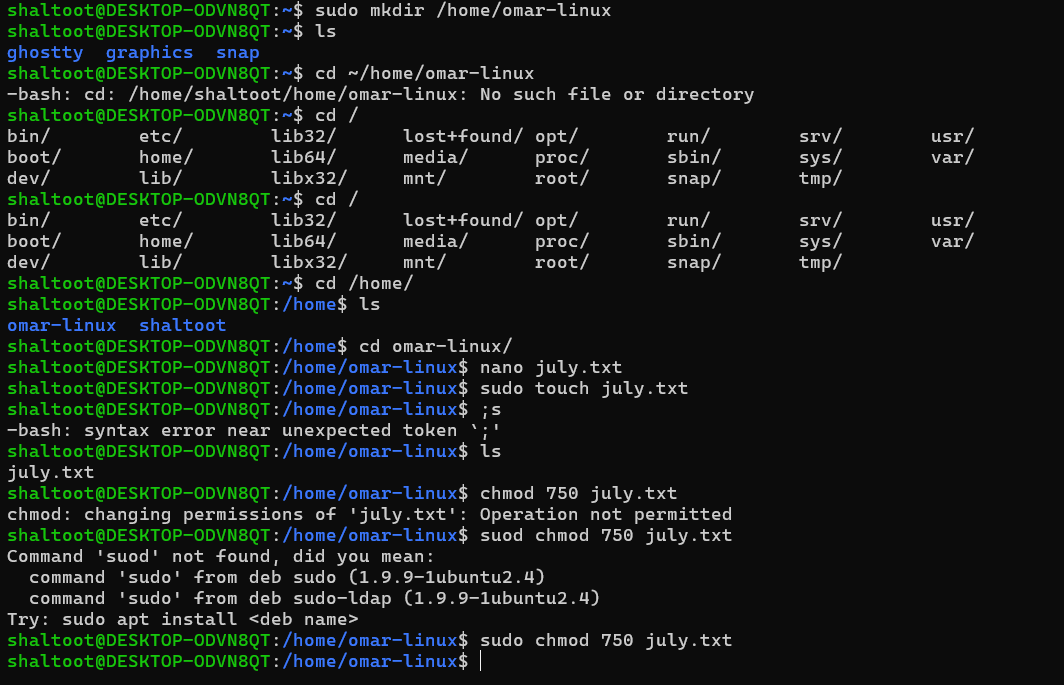 shaltoot@DESKTOP-ODVN8QT:~$ sudo mkdir /home/omar-linux
shaltoot@DESKTOP-ODVN8QT:~$ ls
ghostty  graphics  snap
shaltoot@DESKTOP-ODVN8QT:~$ cd ~/home/omar-linux
-bash: cd: /home/shaltoot/home/omar-linux: No such file or directory
shaltoot@DESKTOP-ODVN8QT:~$ cd /
bin/        etc/        lib32/      lost+found/ opt/        run/        srv/        usr/
boot/       home/       lib64/      media/      proc/       sbin/       sys/        var/
dev/        lib/        libx32/     mnt/        root/       snap/       tmp/
shaltoot@DESKTOP-ODVN8QT:~$ cd /
bin/        etc/        lib32/      lost+found/ opt/        run/        srv/        usr/
boot/       home/       lib64/      media/      proc/       sbin/       sys/        var/
dev/        lib/        libx32/     mnt/        root/       snap/       tmp/
shaltoot@DESKTOP-ODVN8QT:~$ cd /home/
shaltoot@DESKTOP-ODVN8QT:/home$ ls
omar-linux  shaltoot
shaltoot@DESKTOP-ODVN8QT:/home$ cd omar-linux/
shaltoot@DESKTOP-ODVN8QT:/home/omar-linux$ nano july.txt
shaltoot@DESKTOP-ODVN8QT:/home/omar-linux$ sudo touch july.txt
shaltoot@DESKTOP-ODVN8QT:/home/omar-linux$ ;s
-bash: syntax error near unexpected token `;'
shaltoot@DESKTOP-ODVN8QT:/home/omar-linux$ ls
july.txt
shaltoot@DESKTOP-ODVN8QT:/home/omar-linux$ chmod 750 july.txt
chmod: changing permissions of 'july.txt': Operation not permitted
shaltoot@DESKTOP-ODVN8QT:/home/omar-linux$ suod chmod 750 july.txt
Command 'suod' not found, did you mean:
  command 'sudo' from deb sudo (1.9.9-1ubuntu2.4)
  command 'sudo' from deb sudo-ldap (1.9.9-1ubuntu2.4)
Try: sudo apt install <deb name>
shaltoot@DESKTOP-ODVN8QT:/home/omar-linux$ sudo chmod 750 july.txt
shaltoot@DESKTOP-ODVN8QT:/home/omar-linux$